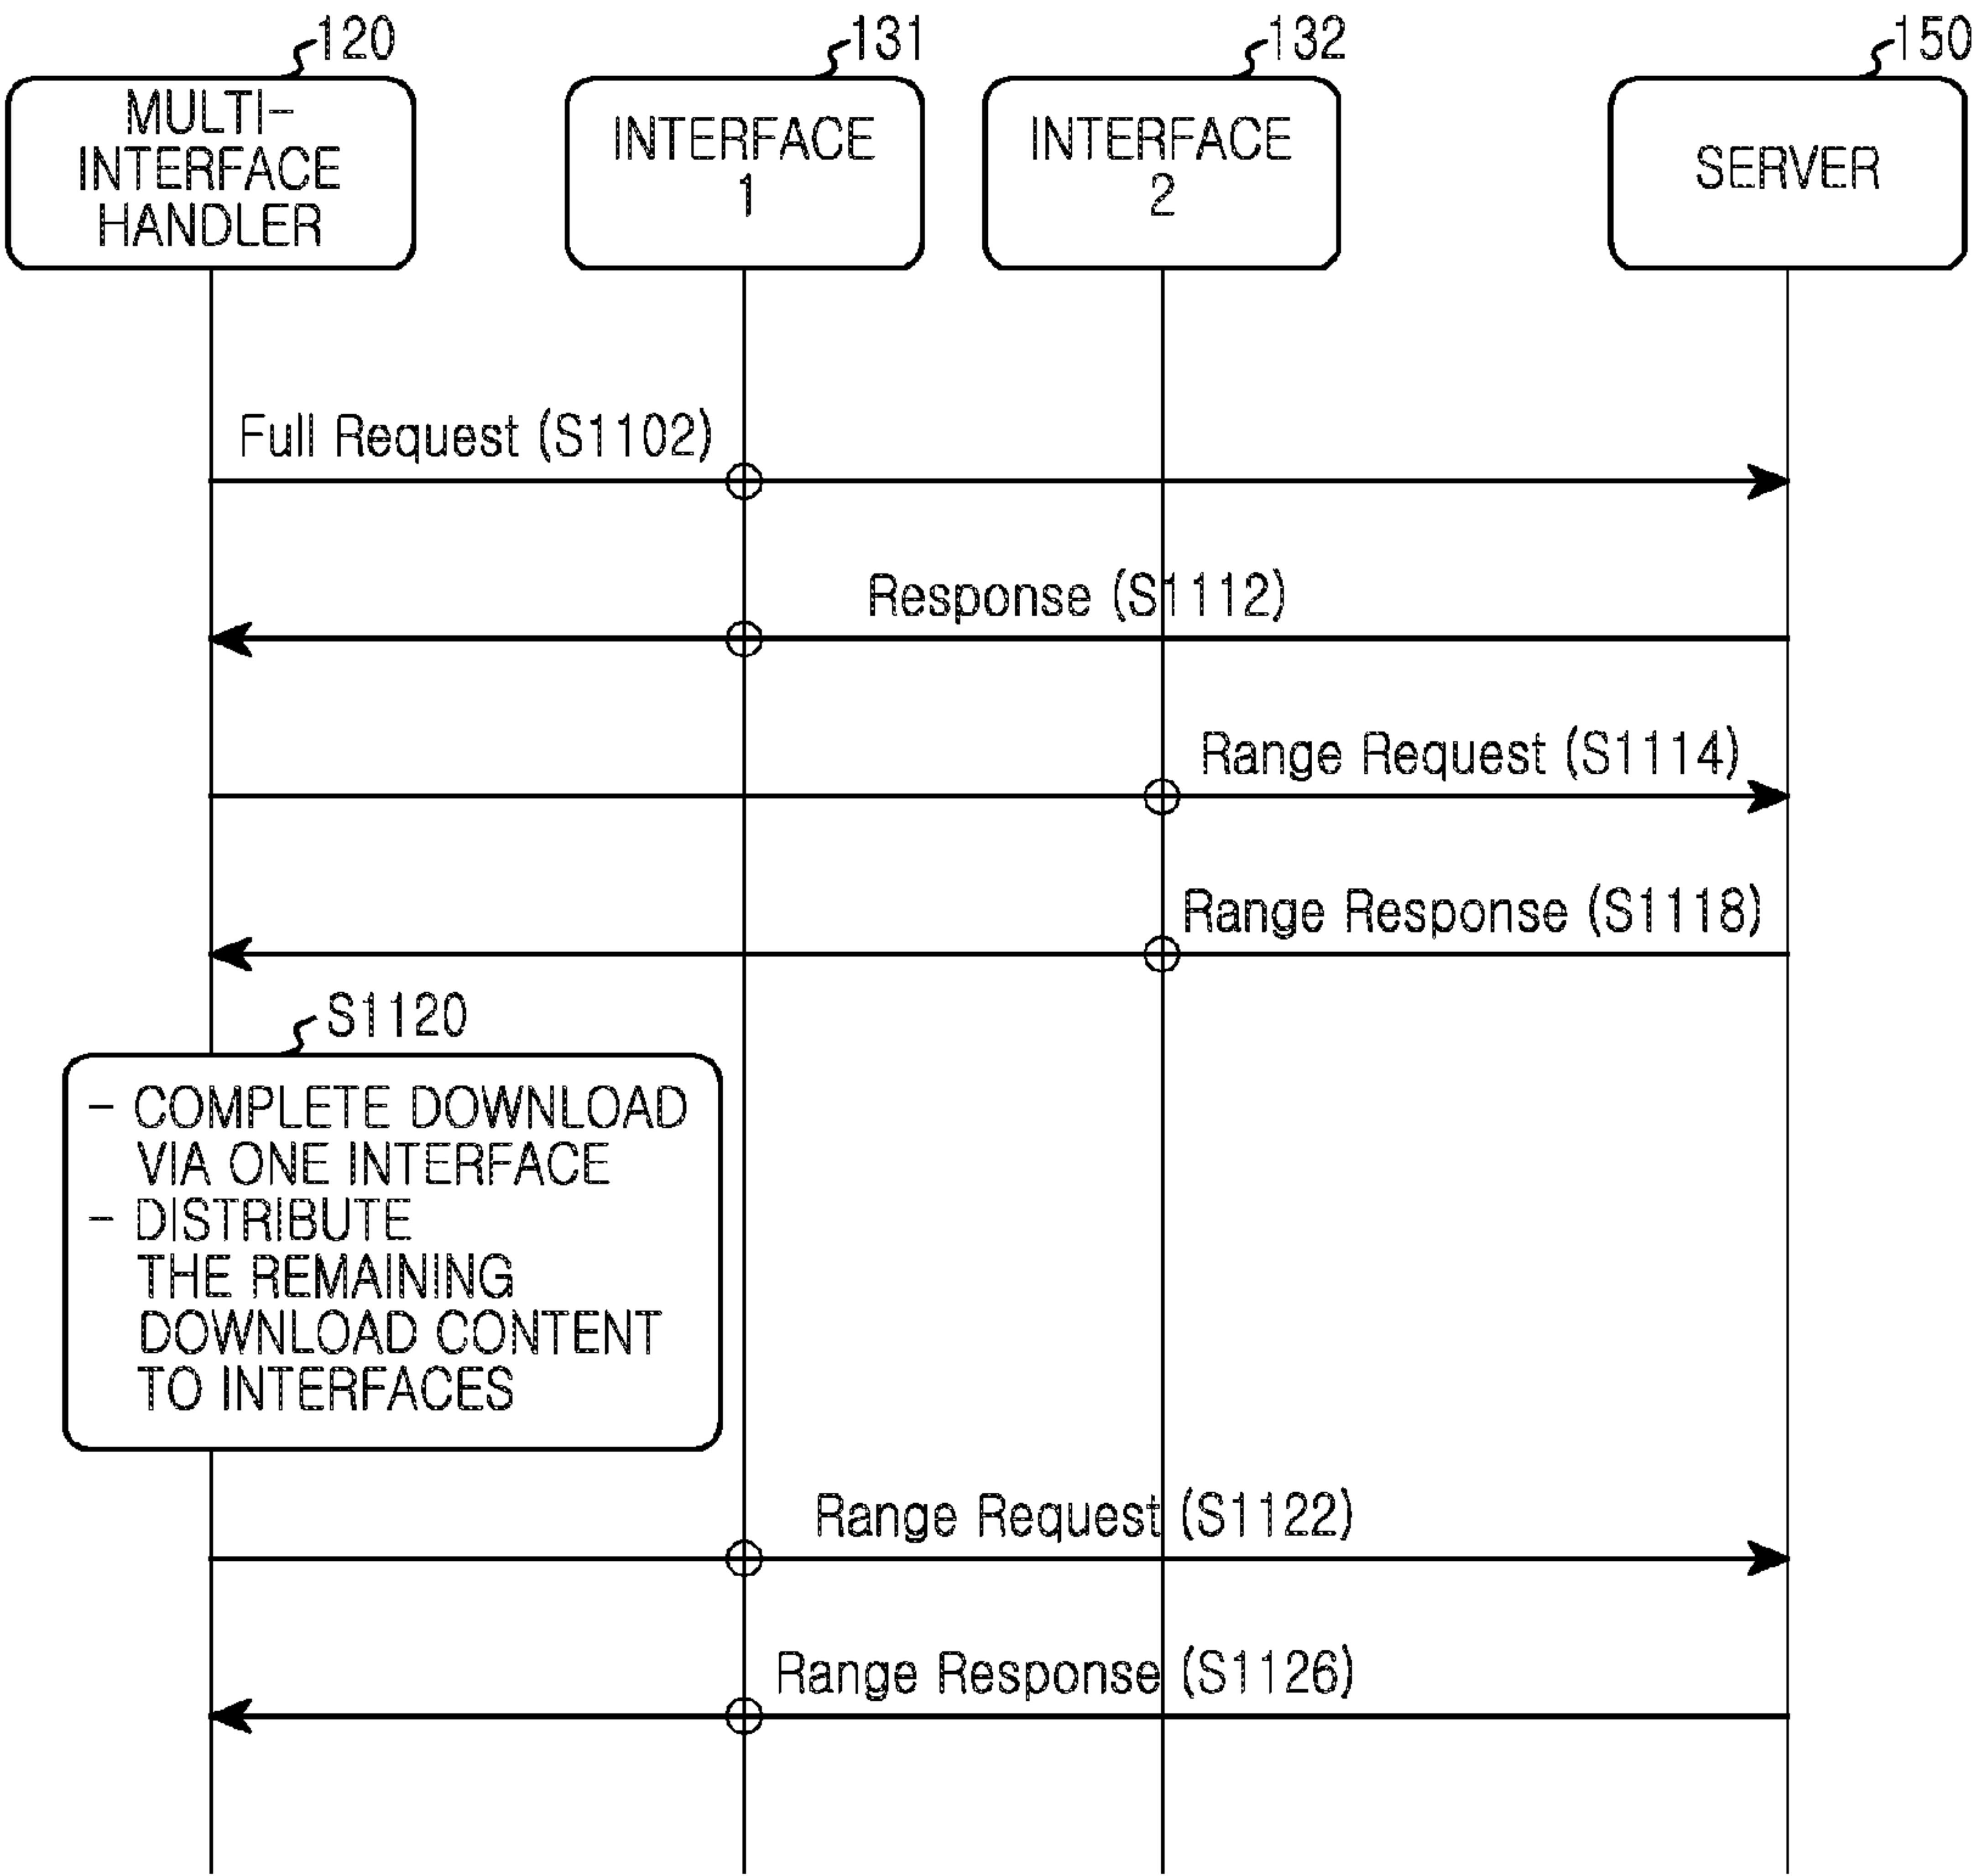 120
131
132
150
MULTI-
INTERFACE
HANDLER
INTERFACE
1
INTERFACE
2
SERVER
Full Request (S1102)
Response (S1112)
Range Request (S1114)
Range Response (S1118)
S1120
- COMPLETE DOWNLOAD
VIA ONE INTERFACE
- DISTRIBUTE
THE REMAINING
DOWNLOAD CONTENT
TO INTERFACES
Range Request (S1122)
Range Response (S1126)